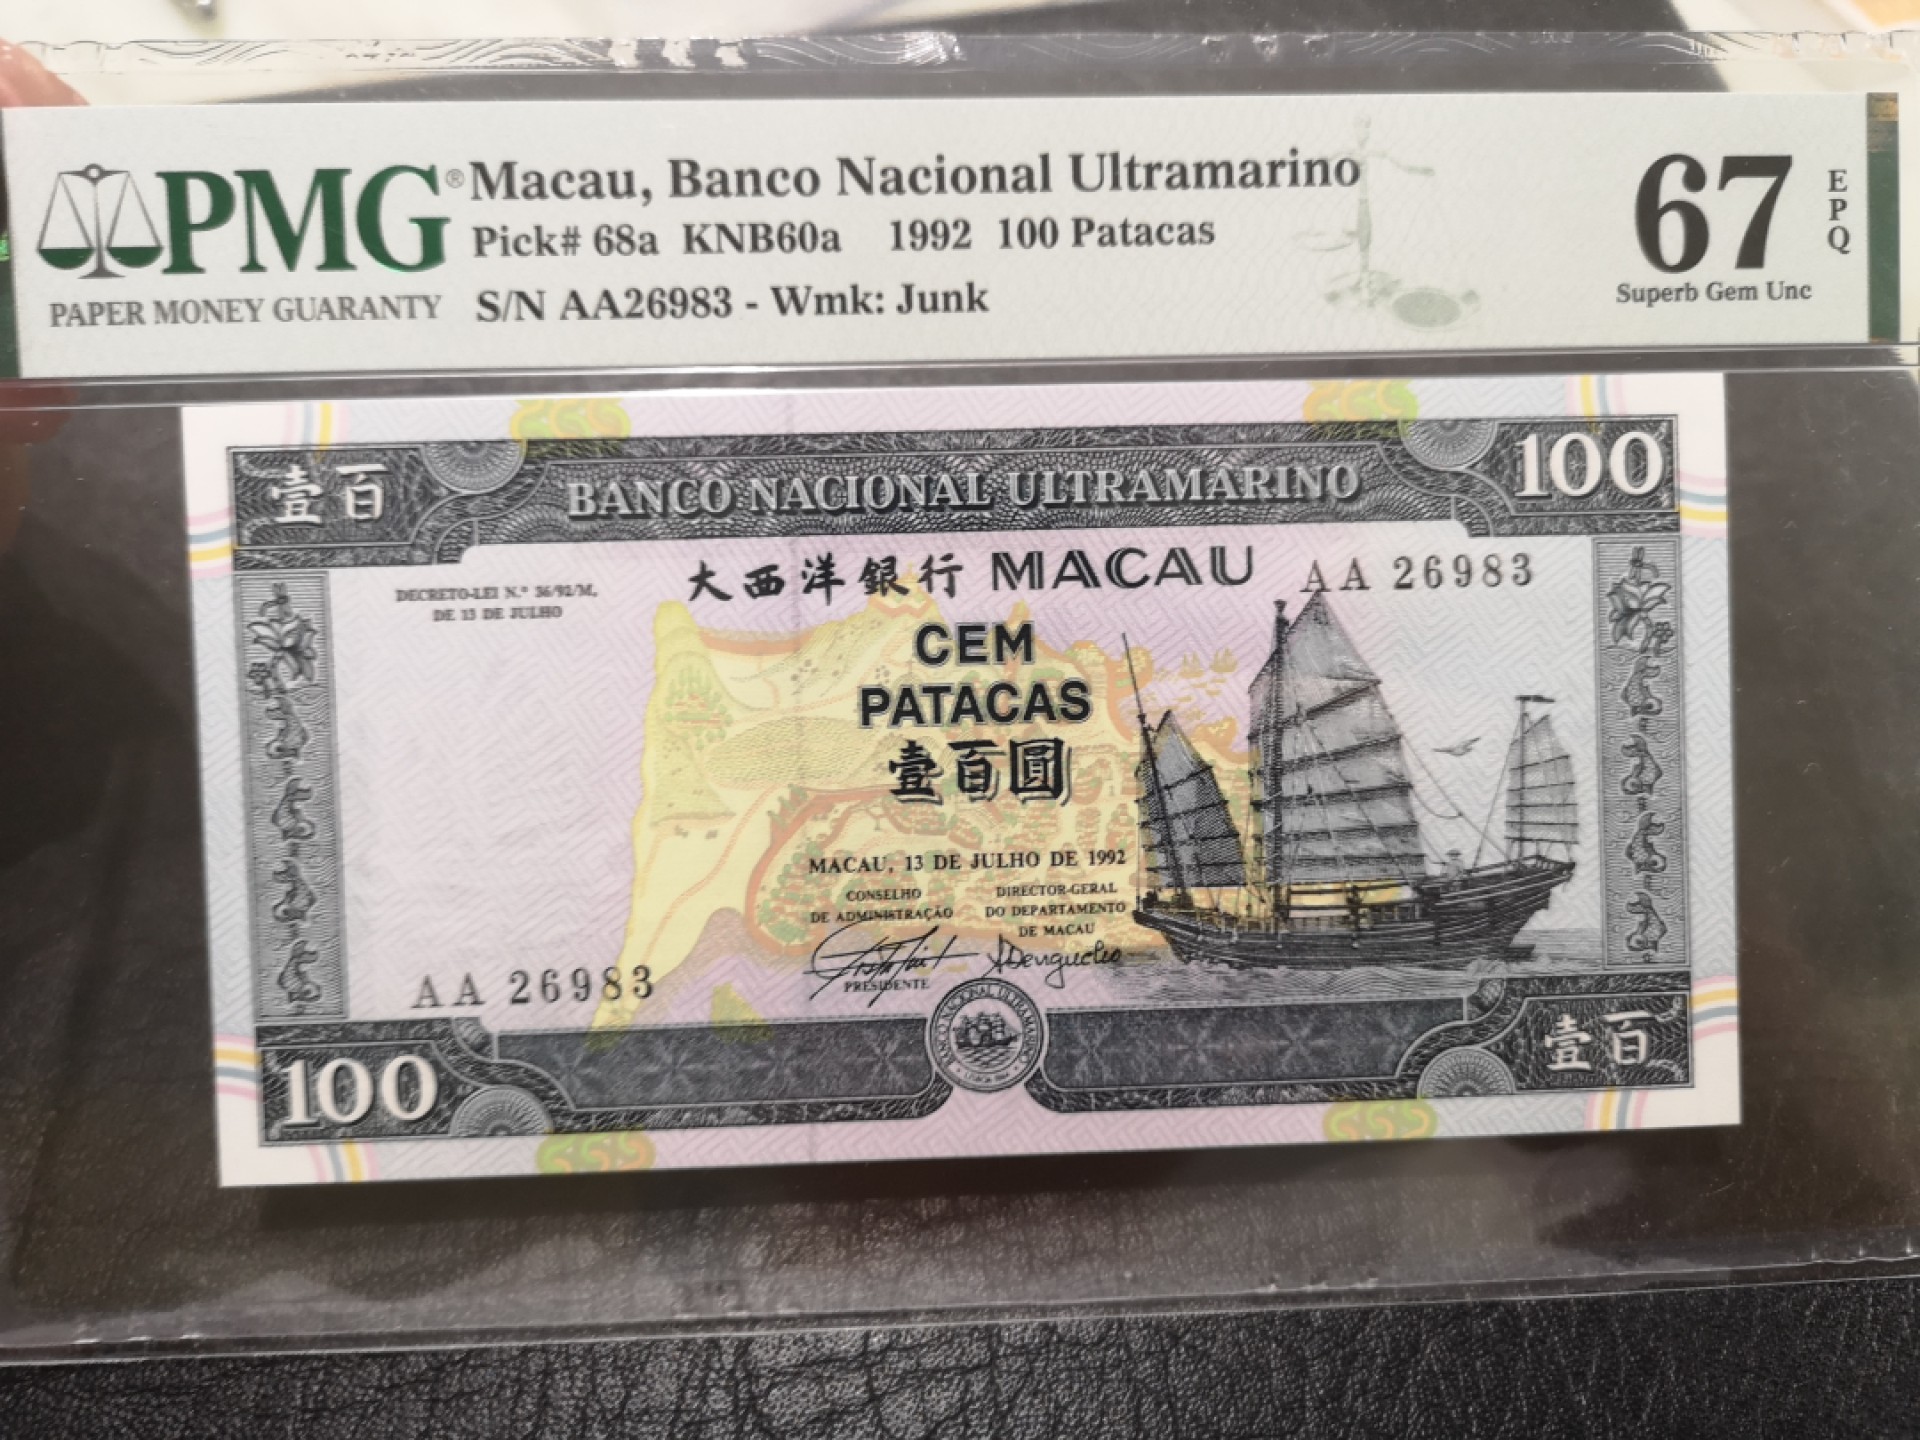 PMG®
PAPER MONEY GUARANTY
Macau, Banco Nacional Ultramarino
Pick# 68a KNB60a 1992 100 Patacas
S/N AA26983 - Wmk: Junk
67
EPQ
Superb Gem Unc
壹百
BANCO NACIONAL ULTRAMARINO
100
DECRETO-LEI N.º 36/92/M,
DE 13 DE JULHO
大西洋銀行 MACAU
AA 26983
CEM
PATACAS
壹百圓
MACAU, 13 DE JULHO DE 1992
CONSELHO
DE ADMINISTRAÇÃO
DIRECTOR-GERAL
DO DEPARTAMENTO
DE MACAU
PRESIDENTE
AA 26983
100
BANCO NACIONAL ULTRAMARINO
壹百